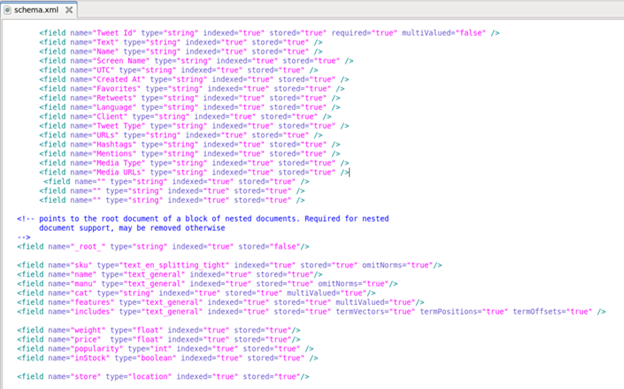 schema.xml
<field name="Tweet Id" type="string" indexed="true" stored="true" required="true" multiValued="false" />
<field name="Text" type="string" indexed="true" stored="true" />
<field name="Name" type="string" indexed="true" stored="true" />
<field name="Screen Name" type="string" indexed="true" stored="true" />
<field name="UTC" type="string" indexed="true" stored="true" />
<field name="Created At" type="string" indexed="true" stored="true" />
<field name="Favorites" type="string" indexed="true" stored="true" />
<field name="Retweets" type="string" indexed="true" stored="true" />
<field name="Language" type="string" indexed="true" stored="true" />
<field name="Client" type="string" indexed="true" stored="true" />
<field name="Tweet Type" type="string" indexed="true" stored="true" />
<field name="URLs" type="string" indexed="true" stored="true" />
<field name="Hashtags" type="string" indexed="true" stored="true" />
<field name="Mentions" type="string" indexed="true" stored="true" />
<field name="Media Type" type="string" indexed="true" stored="true" />
<field name="Media URLs" type="string" indexed="true" stored="true" />
<field name="" type="string" indexed="true" stored="true" />
<field name="" type="string" indexed="true" stored="true" />
<field name="" type="string" indexed="true" stored="true" />
<!-- points to the root document of a block of nested documents. Required for nested
document support, may be removed otherwise
-->
<field name="_root_" type="string" indexed="true" stored="false"/>
<field name="sku" type="text_en_splitting_tight" indexed="true" stored="true" omitNorms="true"/>
<field name="name" type="text_general" indexed="true" stored="true"/>
<field name="manu" type="text_general" indexed="true" stored="true" omitNorms="true"/>
<field name="cat" type="string" indexed="true" stored="true" multiValued="true"/>
<field name="features" type="text_general" indexed="true" stored="true" multiValued="true"/>
<field name="includes" type="text_general" indexed="true" stored="true" termVectors="true" termPositions="true" termOffsets="true" />
<field name="weight" type="float" indexed="true" stored="true"/>
<field name="price" type="float" indexed="true" stored="true"/>
<field name="popularity" type="int" indexed="true" stored="true"/>
<field name="inStock" type="boolean" indexed="true" stored="true"/>
<field name="store" type="location" indexed="true" stored="true"/>